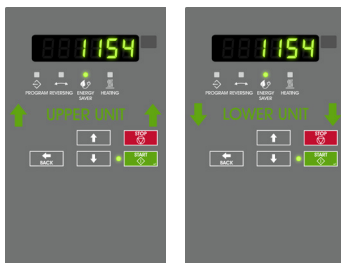 1154
PROGRAM REVERSING ENERGY SAVER HEATING
UPPER UNIT
STOP
BACK
START
1154
PROGRAM REVERSING ENERGY SAVER HEATING
LOWER UNIT
STOP
BACK
START